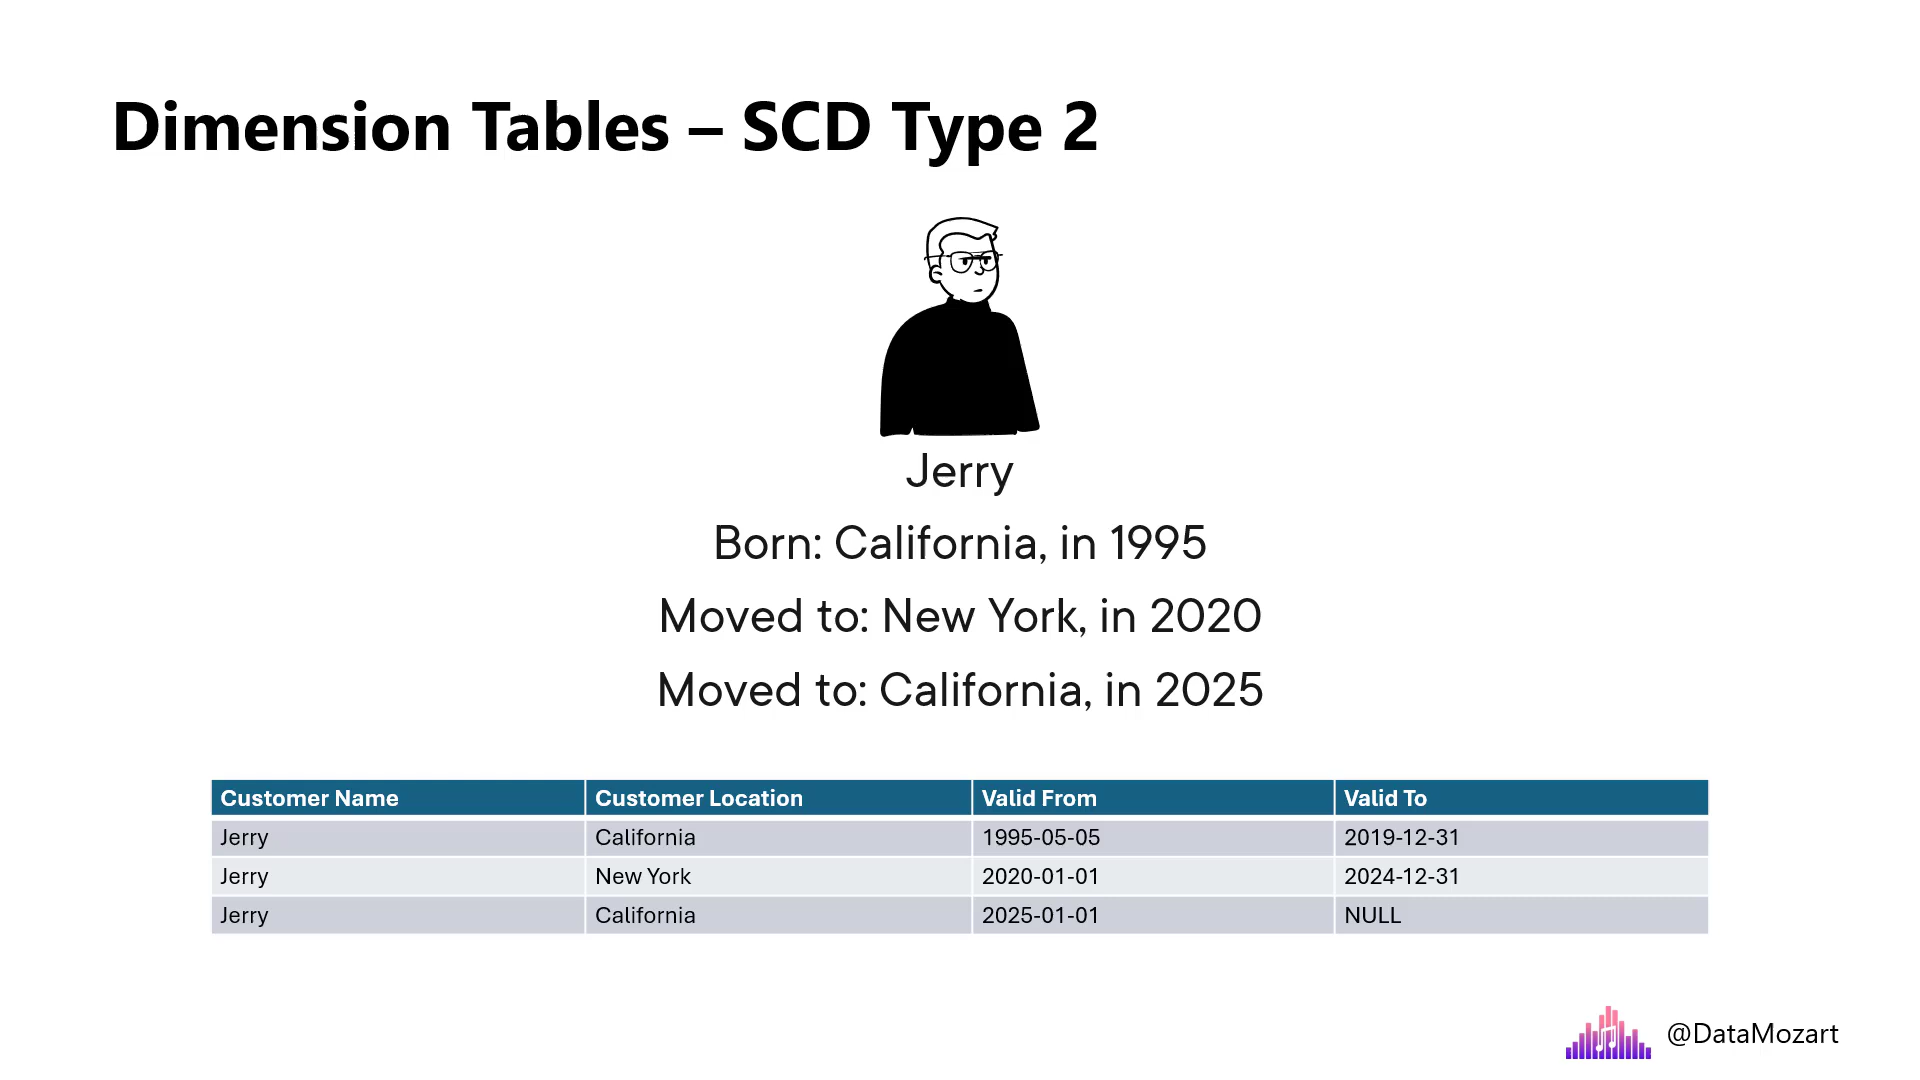 Dimension Tables – SCD Type 2
Jerry
Born: California, in 1995
Moved to: New York, in 2020
Moved to: California, in 2025
Customer Name Customer Location Valid From Valid To
Jerry California 1995-05-05 2019-12-31
Jerry New York 2020-01-01 2024-12-31
Jerry California 2025-01-01 NULL
@DataMozart